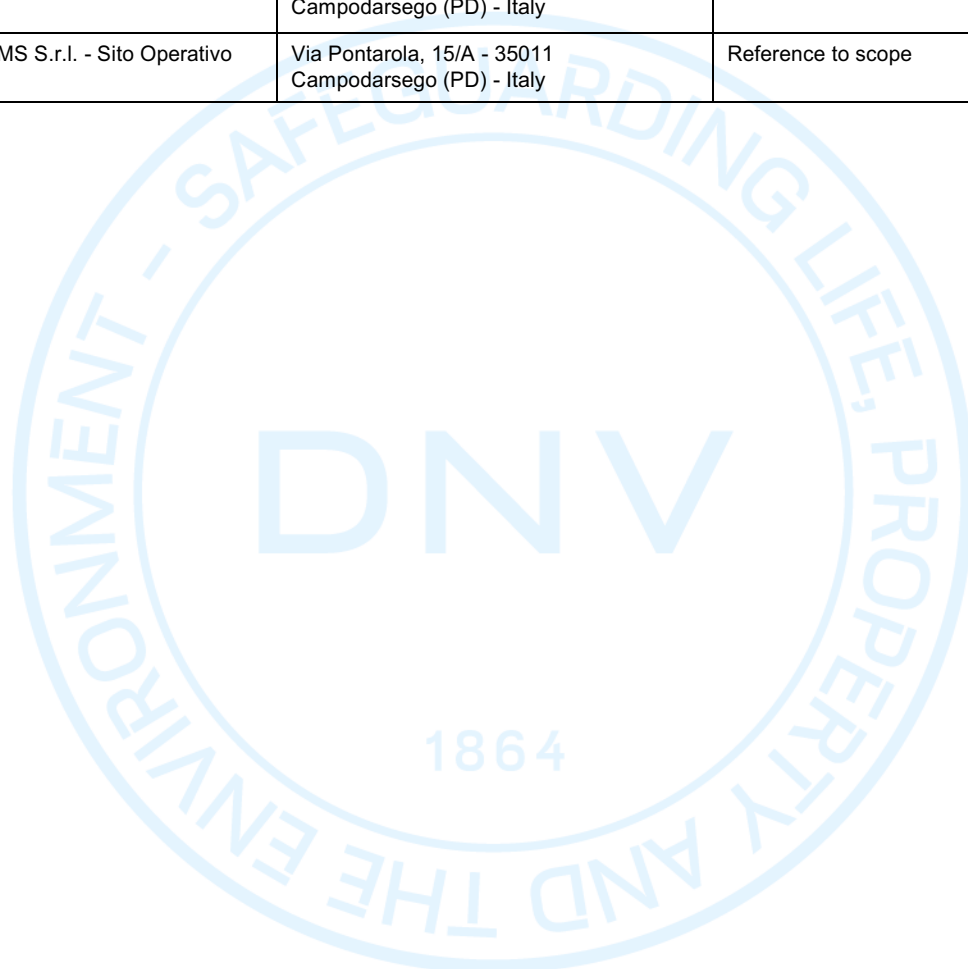 Campodarsego (PD) - Italy
MS S.r.l. - Sito Operativo
Via Pontarola, 15/A - 35011
Campodarsego (PD) - Italy
Reference to scope
SAFEGUARDING LIFE, PROPERTY AND THE ENVIRONMENT -
DNV
1864